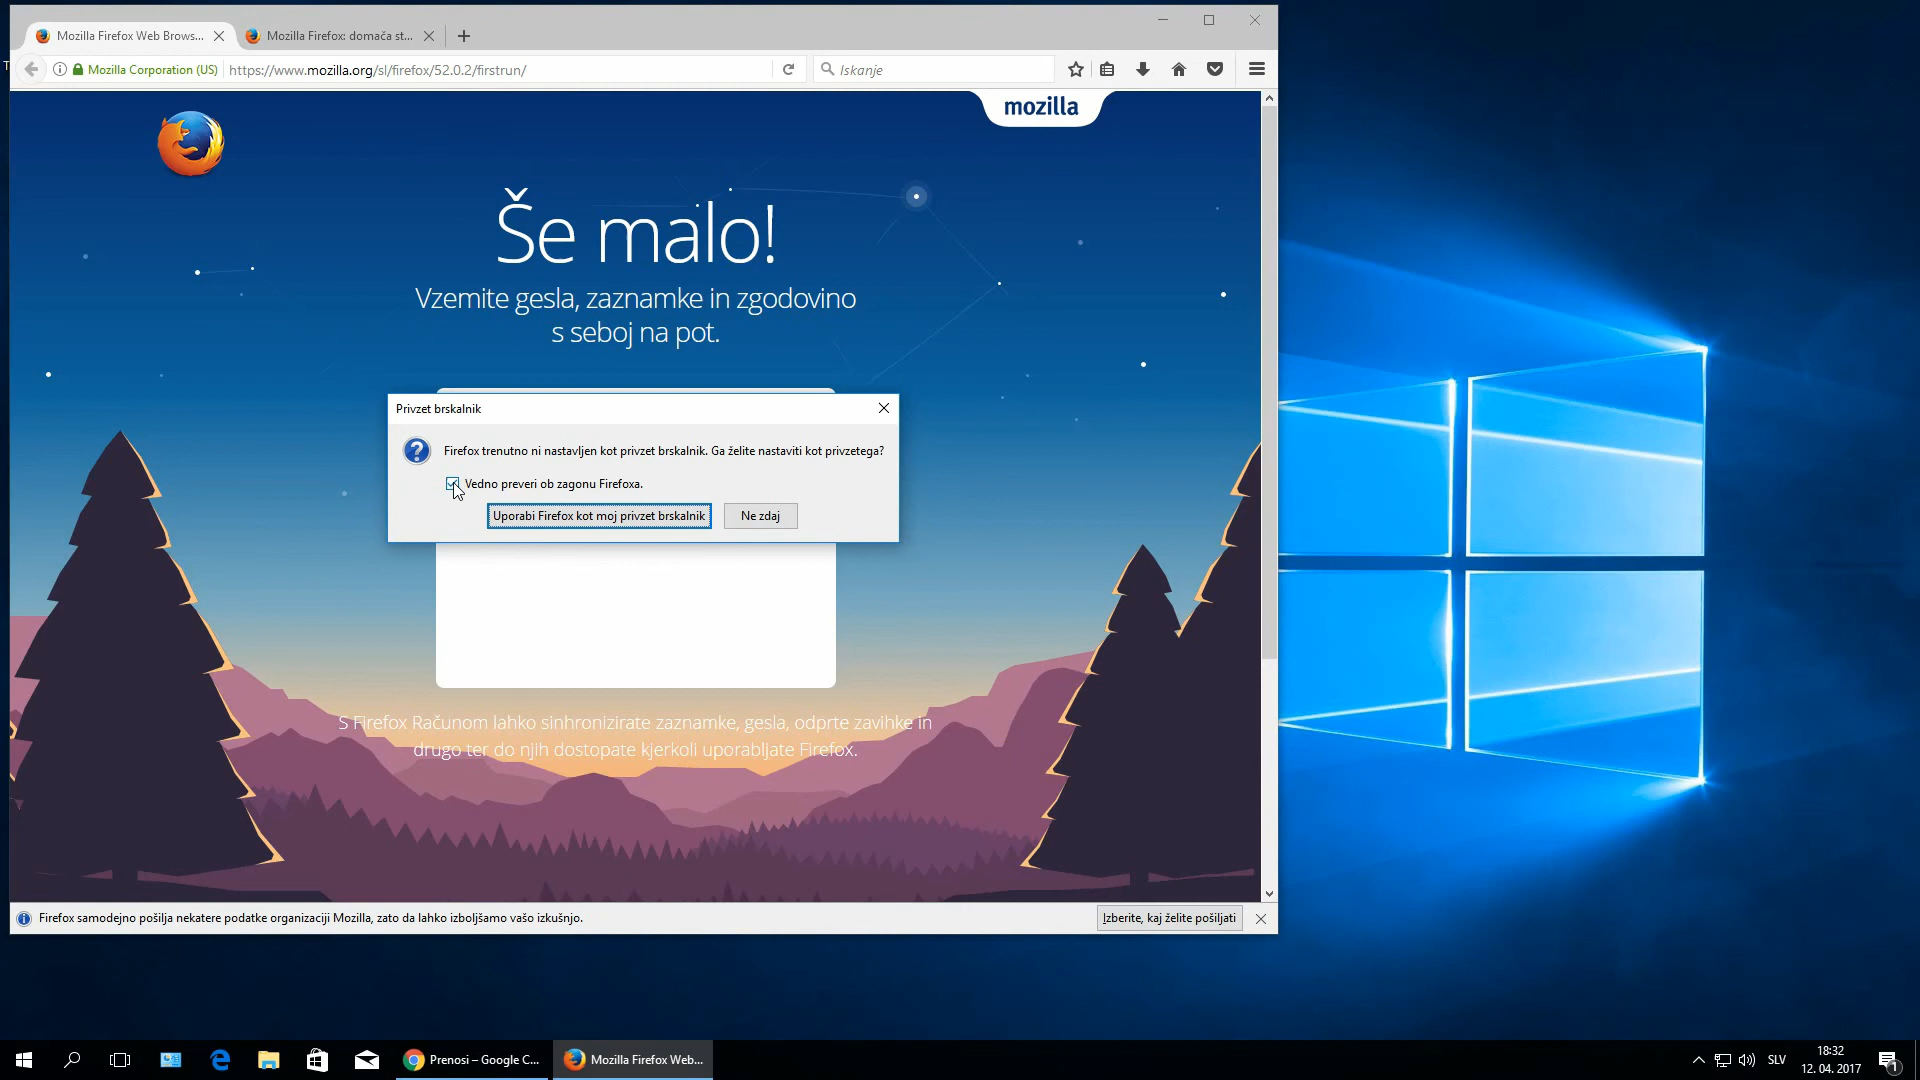 Mozilla Firefox Web Brows...
Mozilla Firefox: domača st...
Mozilla Corporation (US)
https://www.mozilla.org/sl/firefox/52.0.2/firstrun/
Iskanje
mozilla
Še malo!
Vzemite gesla, zaznamke in zgodovino
s seboj na pot.
Privzet brskalnik
Firefox trenutno ni nastavljen kot privzet brskalnik. Ga želite nastaviti kot privzetega?
Vedno preveri ob zagonu Firefoxa.
Uporabi Firefox kot moj privzet brskalnik
Ne zdaj
S Firefox Računom lahko sinhronizirate zaznamke, gesla, odprte zavihke in
drugo ter do njih dostopate kjerkoli uporabljate Firefox.
Firefox samodejno pošilja nekatere podatke organizaciji Mozilla, zato da lahko izboljšamo vašo izkušnjo.
Izberite, kaj želite pošiljati
Prenosi – Google C...
Mozilla Firefox Web...
SLV
18:32
12. 04. 2017
1